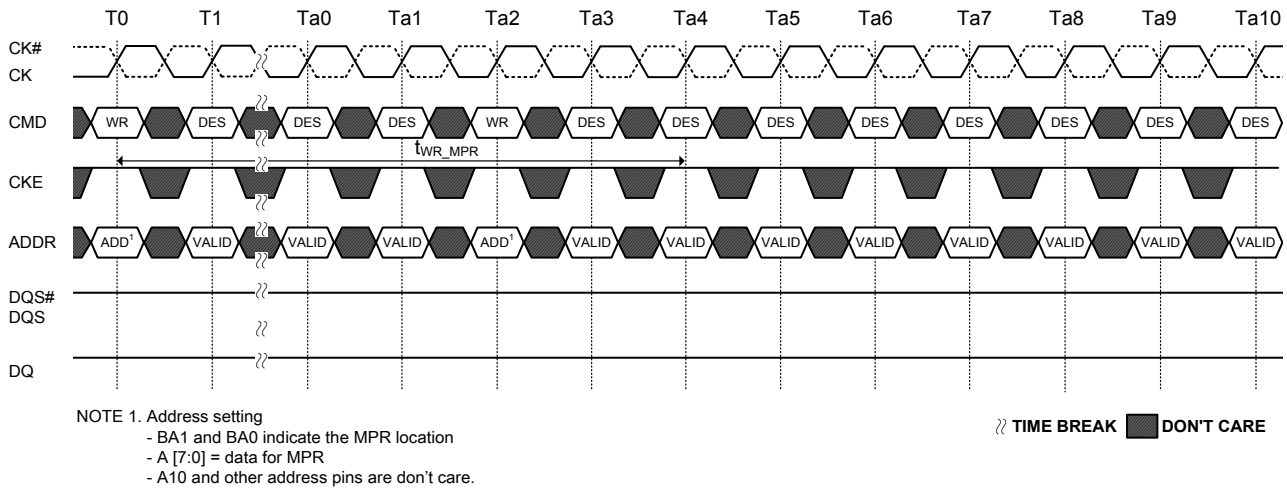 T0 T1 Ta0 Ta1 Ta2 Ta3 Ta4 Ta5 Ta6 Ta7 Ta8 Ta9 Ta10
CK#
CK
CMD WR DES DES DES WR DES DES DES DES DES DES DES DES
tWR_MPR
CKE
ADDR ADD1 VALID VALID VALID ADD1 VALID VALID VALID VALID VALID VALID VALID VALID
DQS#
DQS
DQ
NOTE 1. Address setting
- BA1 and BA0 indicate the MPR location
- A [7:0] = data for MPR
- A10 and other address pins are don't care.
TIME BREAK DON'T CARE